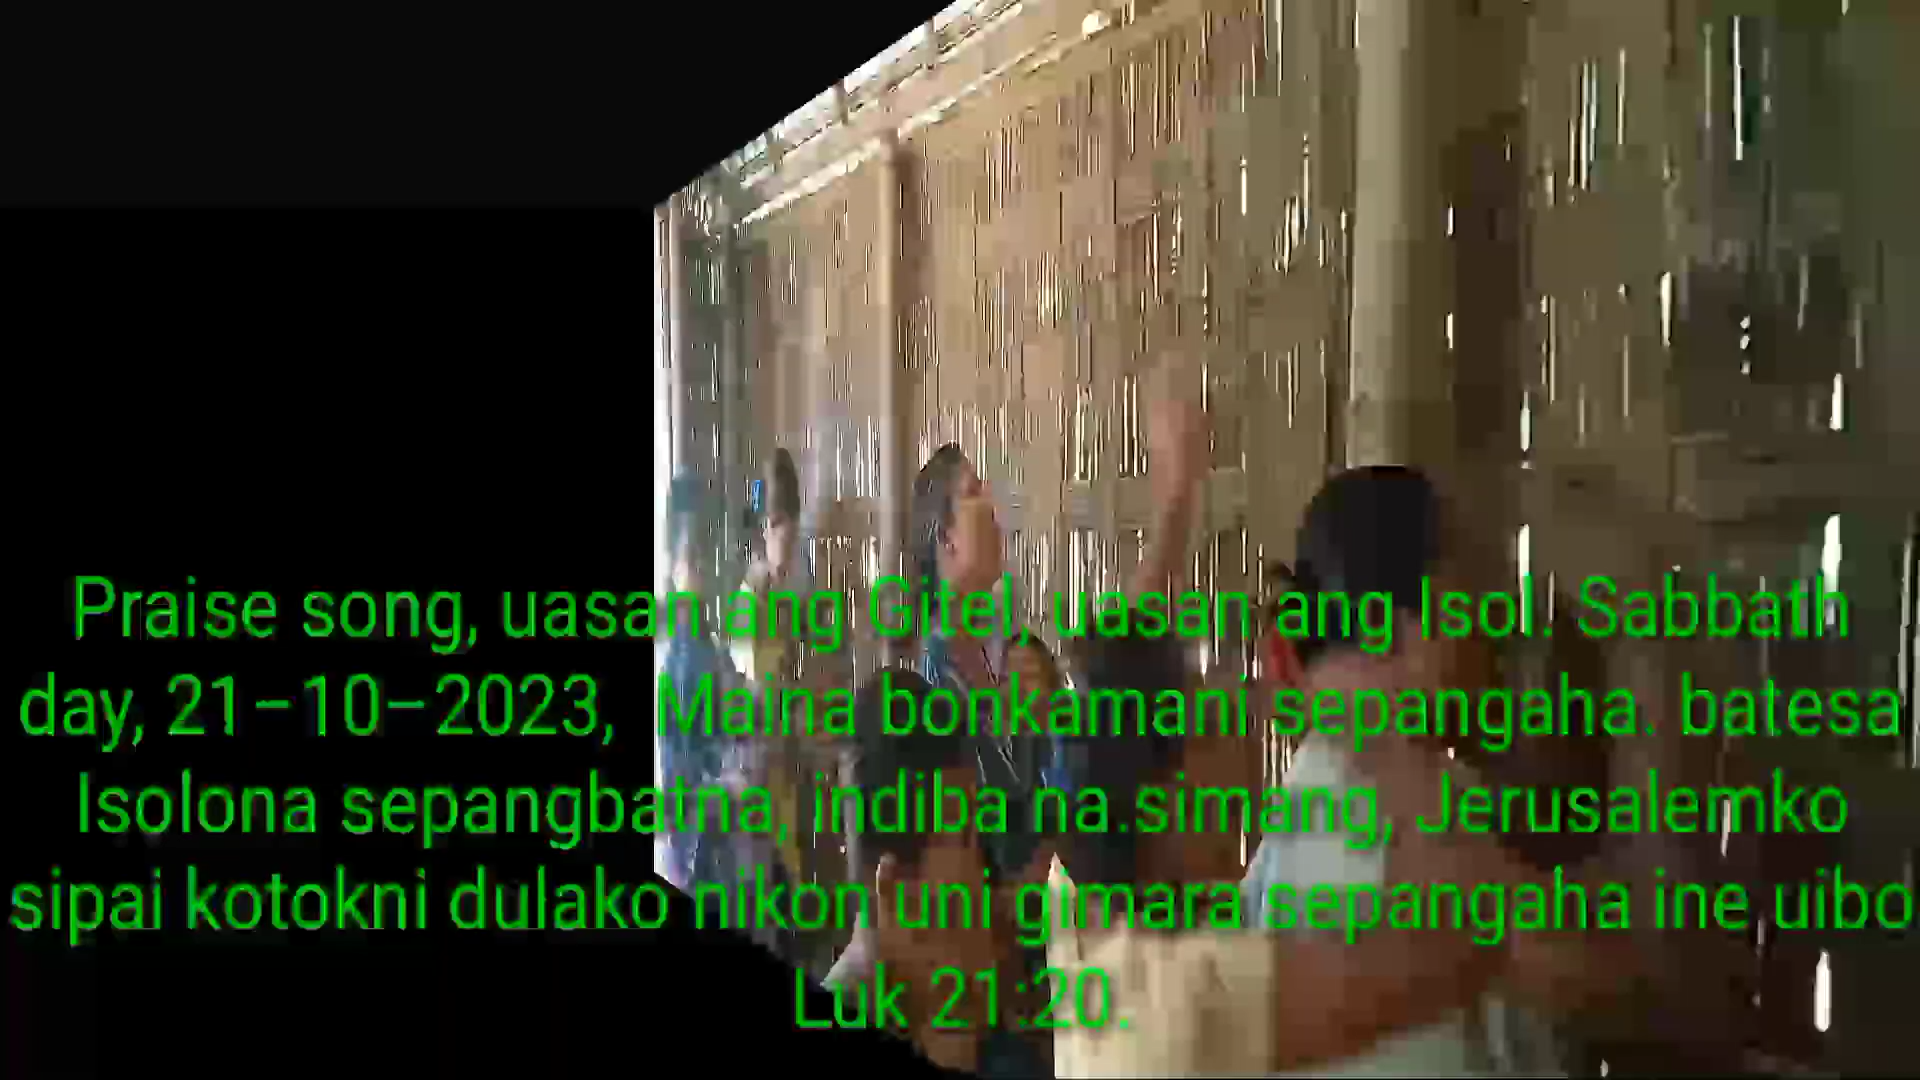 Praise song, uasan ang Gitel, uasan ang Isol. Sabbath
day, 21-10-2023, Maina bonkamani sepangaha. batesa
Isolona sepangbatna, indiba na.simang, Jerusalemko
sipai kotokni dulako nikon uni gimara sepangaha ine uibo
Luk 21:20.